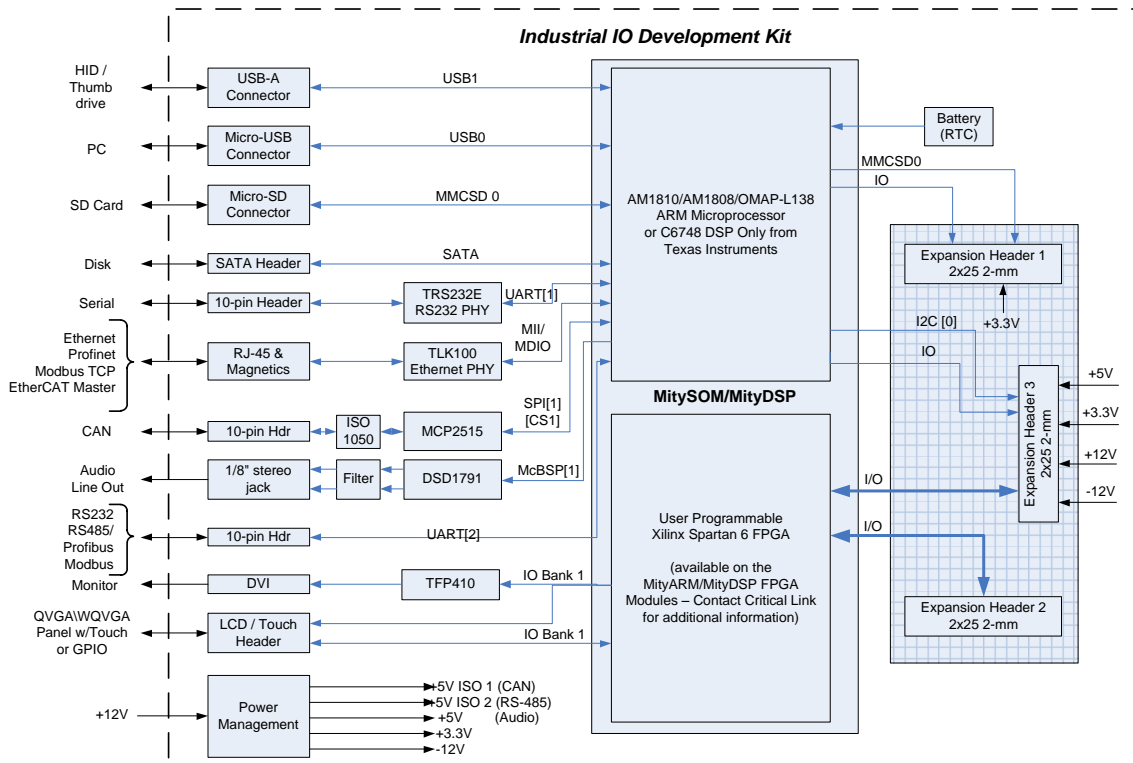 Industrial IO Development Kit
HID /
Thumb
drive
USB-A
Connector
USB1
PC
Micro-USB
Connector
USB0
SD Card
Micro-SD
Connector
MMCSD 0
Disk
SATA Header
SATA
Serial
10-pin Header
TRS232E
RS232 PHY
UART[1]
Ethernet
Profinet
Modbus TCP
EtherCAT Master
RJ-45 &
Magnetics
TLK100
Ethernet PHY
MII/
MDIO
CAN
10-pin Hdr
ISO
1050
MCP2515
SPI[1]
[CS1]
Audio
Line Out
1/8" stereo
jack
Filter
DSD1791
McBSP[1]
RS232
RS485/
Profibus
Modbus
10-pin Hdr
UART[2]
Monitor
DVI
TFP410
IO Bank 1
QVGA\WQVGA
Panel w/Touch
or GPIO
LCD / Touch
Header
IO Bank 1
+12V
Power
Management
+5V ISO 1 (CAN)
+5V ISO 2 (RS-485)
+5V (Audio)
+3.3V
-12V
AM1810/AM1808/OMAP-L138
ARM Microprocessor
or C6748 DSP Only from
Texas Instruments
MitySOM/MityDSP
User Programmable
Xilinx Spartan 6 FPGA
(available on the
MityARM/MityDSP FPGA
Modules – Contact Critical Link
for additional information)
Battery
(RTC)
MMCSD0
IO
Expansion Header 1
2x25 2-mm
+3.3V
I2C [0]
IO
Expansion Header 3
2x25 2-mm
+5V
+3.3V
+12V
-12V
I/O
I/O
Expansion Header 2
2x25 2-mm